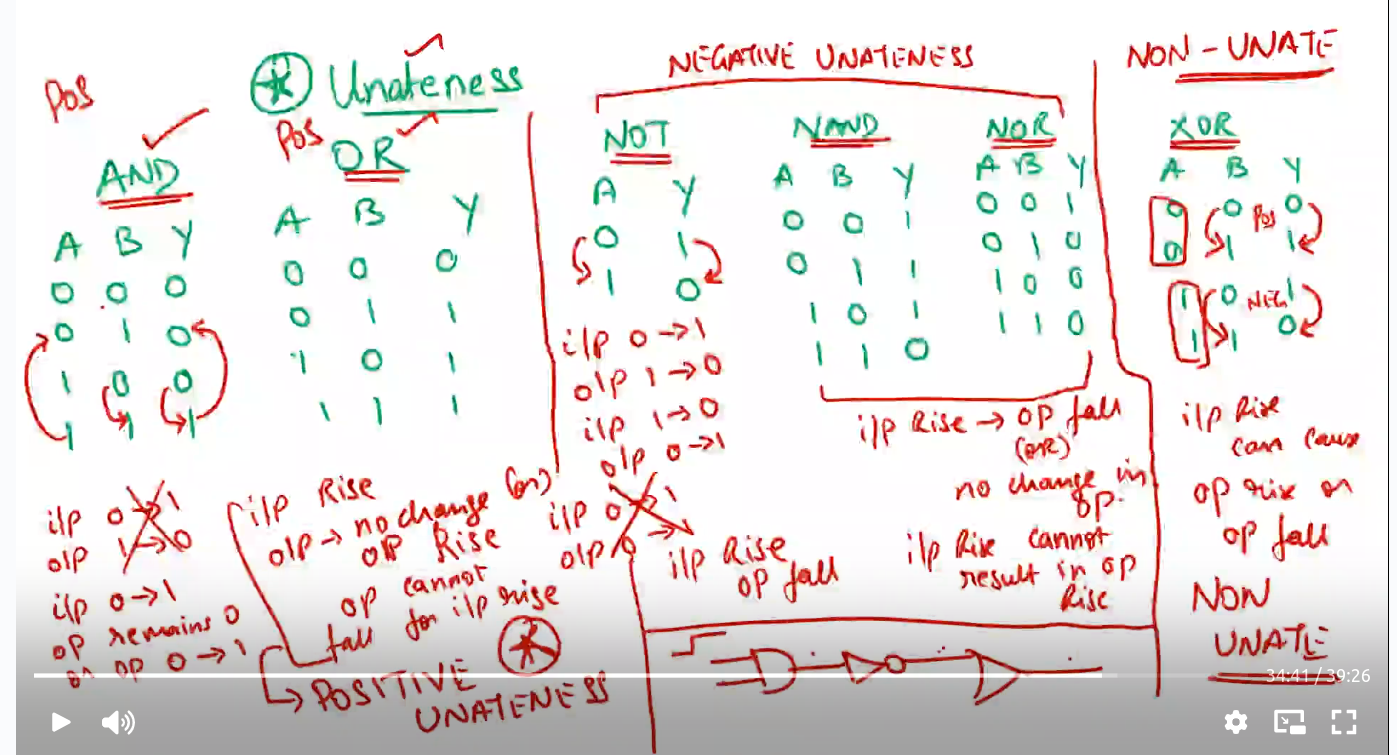 POS
⊛ Unateness
AND
A B Y
0 0 0
0 1 0
1 0 0
1 1 1
i/p 0→1
o/p 1→0
i/p 0→1
op remains 0
or op 0→1
POS
OR
A B Y
0 0 0
0 1 1
1 0 1
1 1 1
i/p Rise
o/p → no change (or)
o/p Rise
op cannot
fall for i/p rise
↳ POSITIVE
UNATENESS
NEGATIVE UNATENESS
NOT
A Y
0 1
1 0
i/p 0→1
o/p 1→0
i/p 1→0
o/p 0→1
i/p 0→1
o/p 0→1
i/p Rise
op fall
NAND
A B Y
0 0 1
0 1 1
1 0 1
1 1 0
NOR
A B Y
0 0 1
0 1 0
1 0 0
1 1 0
i/p Rise → op fall
(OR)
no change in
op.
i/p Rise cannot
result in op
Rise
NON-UNATE
XOR
A B Y
0 0 0
POS
0 1 1
1 0 1
NEG
1 1 0
i/p Rise
can cause
op rise or
op fall
NON
UNATE
34:41 / 39:26